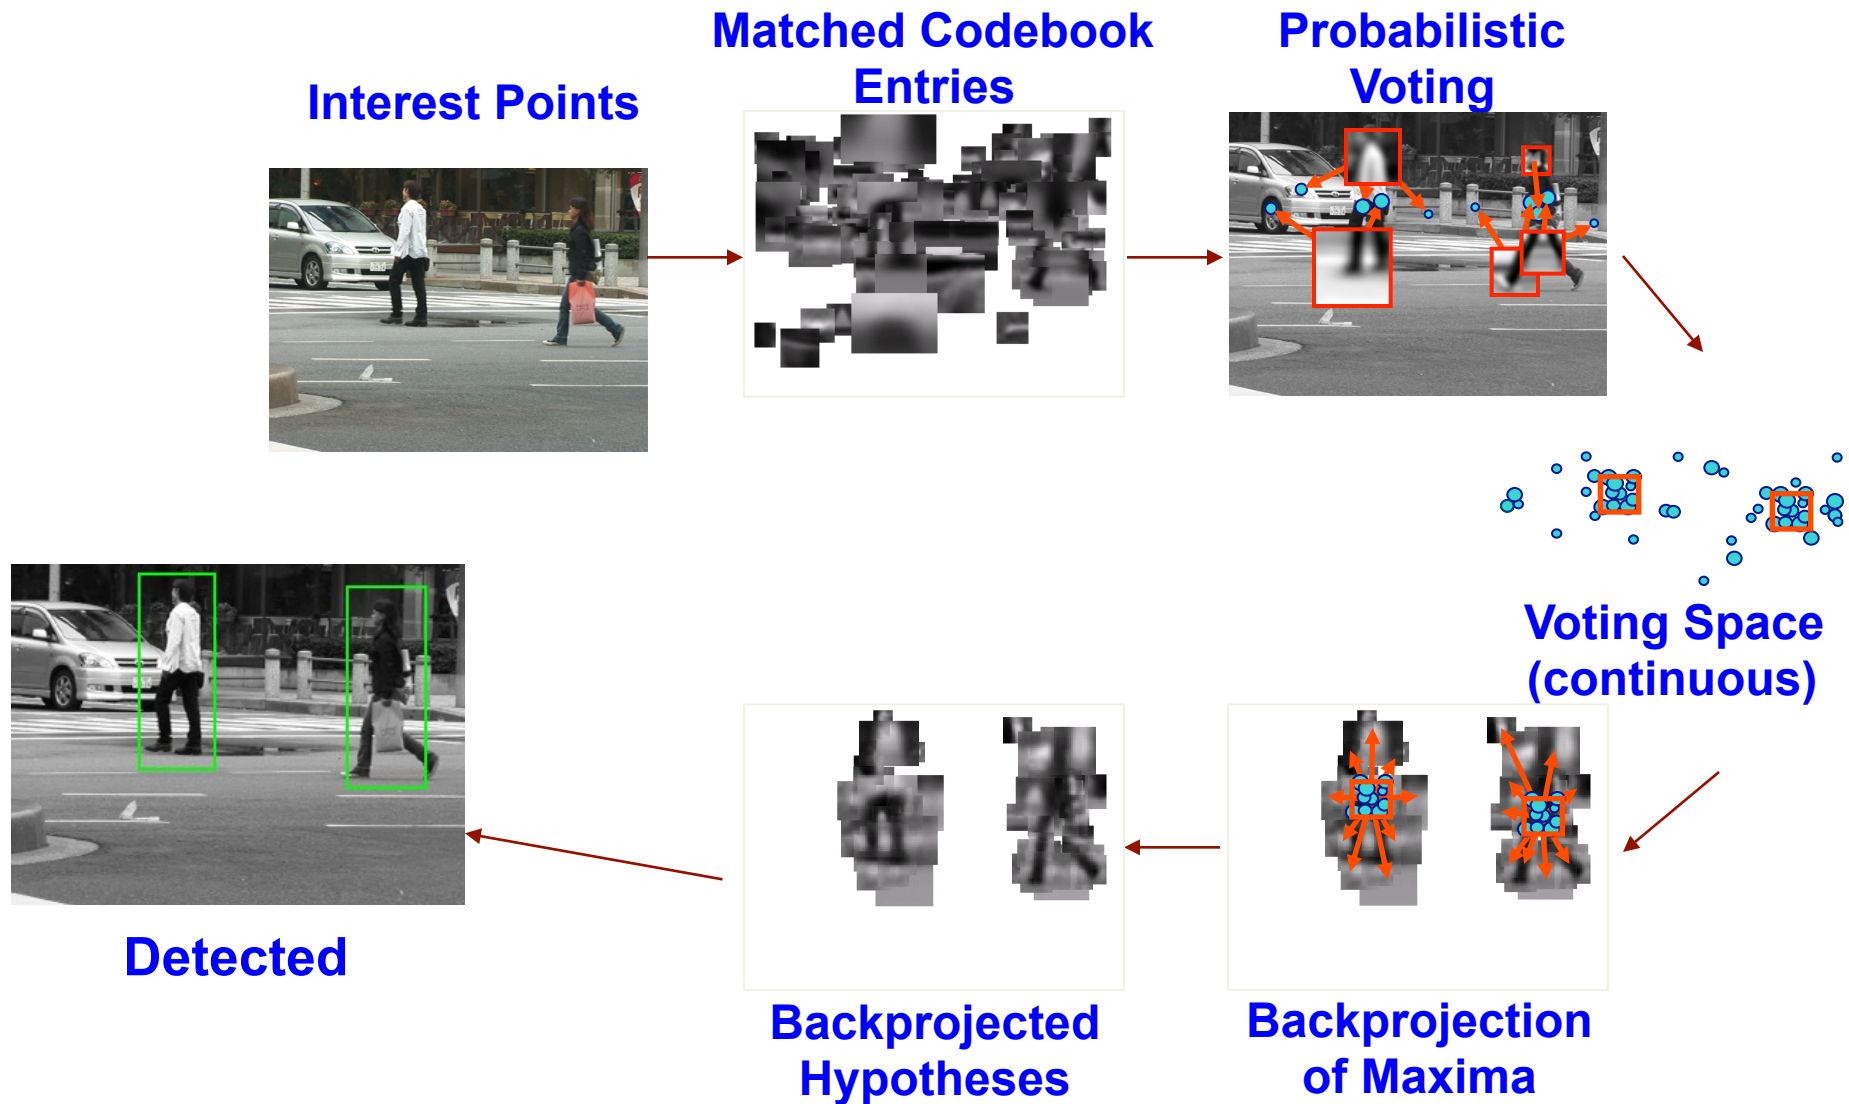 Interest Points
Matched Codebook
Entries
Probabilistic
Voting
Voting Space
(continuous)
Backprojection
of Maxima
Backprojected
Hypotheses
Detected